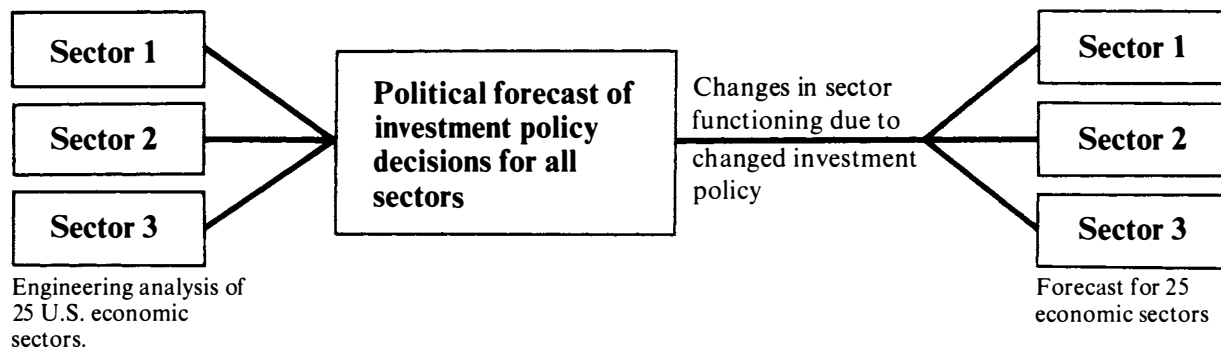 Sector 1
Sector 2
Sector 3
Engineering analysis of
25 U.S. economic
sectors.
Political forecast of
investment policy
decisions for all
sectors
Changes in sector
functioning due to
changed investment
policy
Sector 1
Sector 2
Sector 3
Forecast for 25
economic sectors